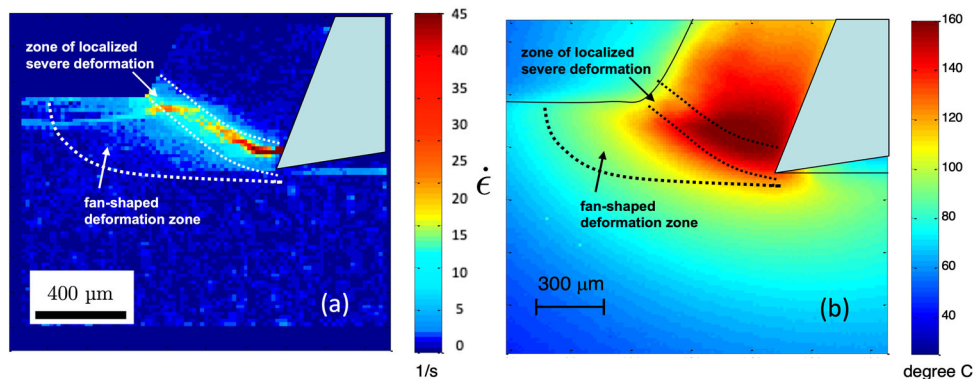 zone of localized
severe deformation
fan-shaped
deformation zone
400 µm
(a)
45
40
35
30
25
20
15
10
5
0
1/s
ϵ̇
zone of localized
severe deformation
fan-shaped
deformation zone
300 µm
(b)
160
140
120
100
80
60
40
degree C